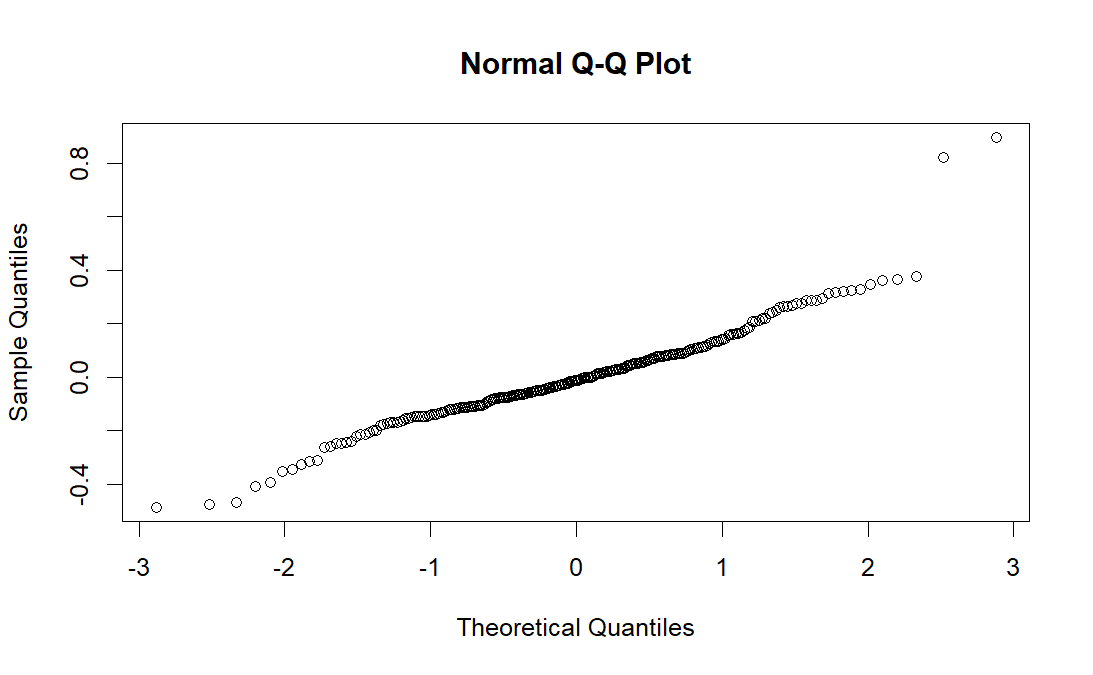 Normal Q-Q Plot
Sample Quantiles
0.8
0.4
0.0
-0.4
-3 -2 -1 0 1 2 3
Theoretical Quantiles